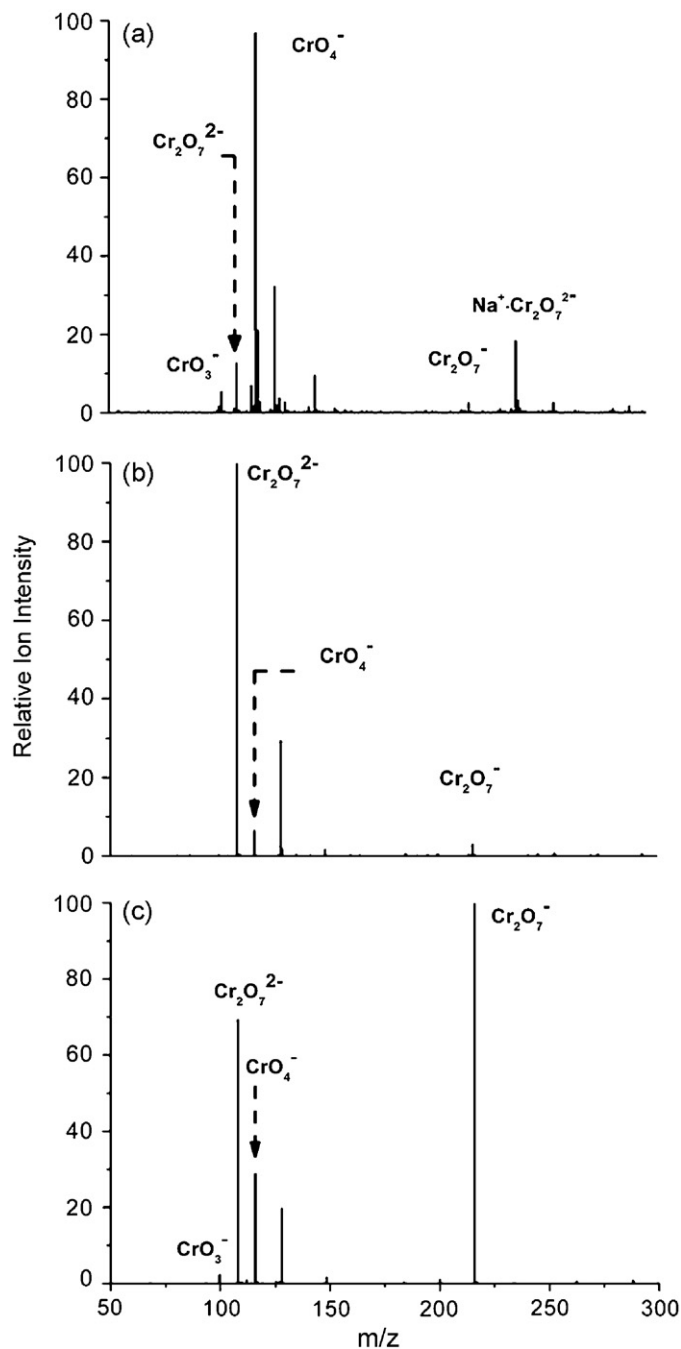 (a)
100
80
60
40
20
0
CrO₄⁻
Cr₂O₇²⁻
CrO₃⁻
Na⁺·Cr₂O₇²⁻
Cr₂O₇⁻
(b)
100
80
60
40
20
0
Cr₂O₇²⁻
CrO₄⁻
Cr₂O₇⁻
Relative Ion Intensity
(c)
100
80
60
40
20
0
Cr₂O₇⁻
Cr₂O₇²⁻
CrO₄⁻
CrO₃⁻
50 100 150 200 250 300
m/z